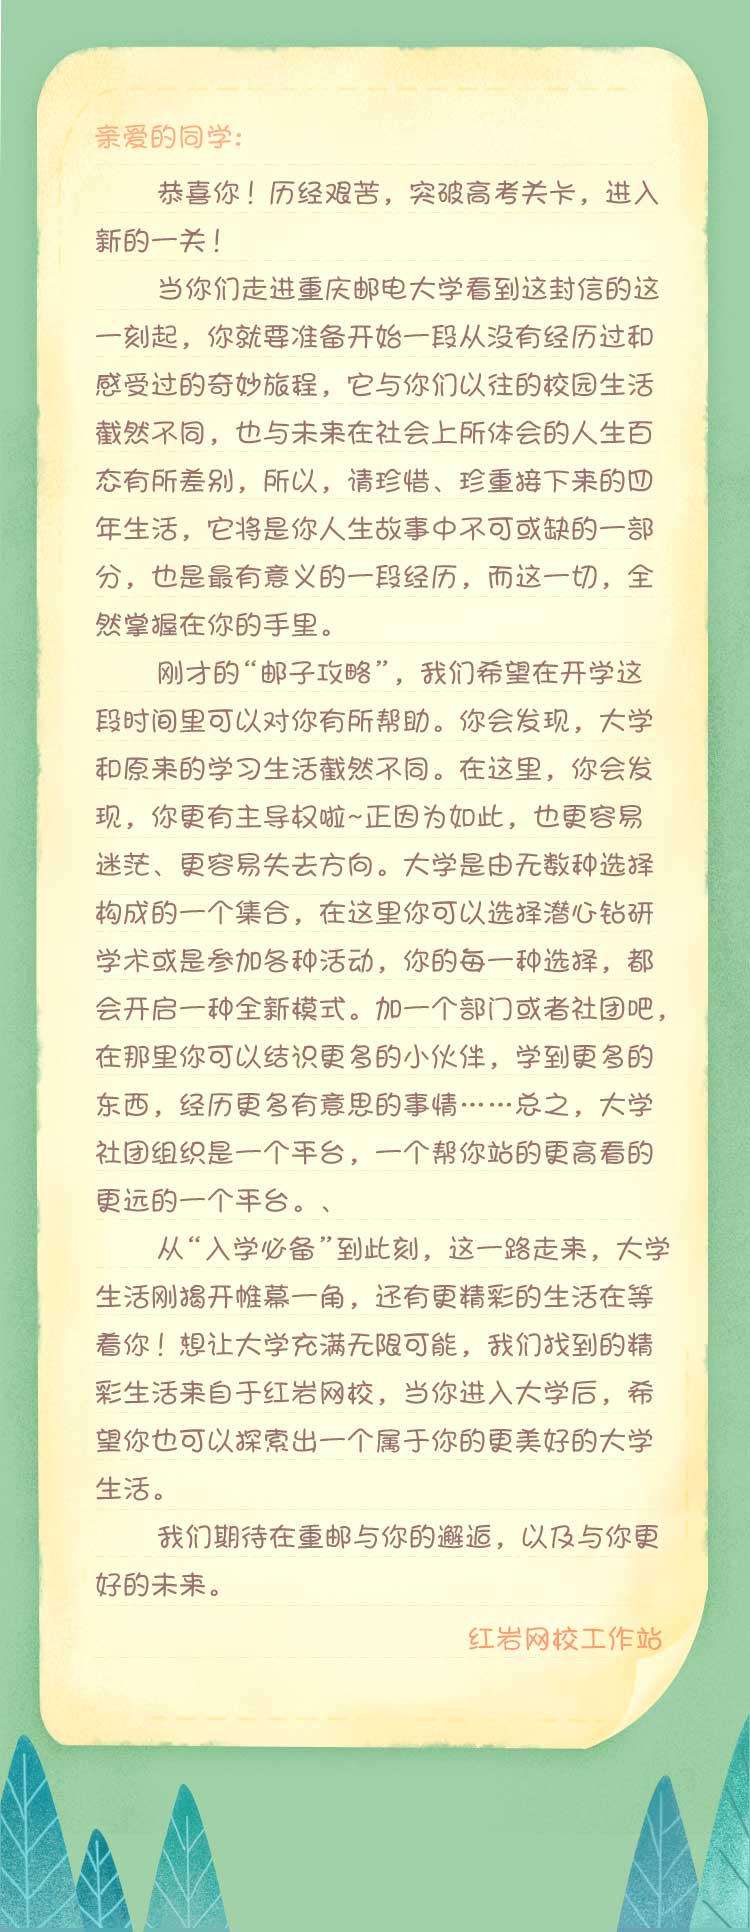 亲爱的同学：
恭喜你！历经艰苦，突破高考关卡，进入
新的一关！
当你们走进重庆邮电大学看到这封信的这
一刻起，你就要准备开始一段从没有经历过和
感受过的奇妙旅程，它与你们以往的校园生活
截然不同，也与未来在社会上所体会的人生百
态有所差别，所以，请珍惜、珍重接下来的四
年生活，它将是你人生故事中不可或缺的一部
分，也是最有意义的一段经历，而这一切，全
然掌握在你的手里。
刚才的“邮子攻略”，我们希望在开学这
段时间里可以对你有所帮助。你会发现，大学
和原来的学习生活截然不同。在这里，你会发
现，你更有主导权啦~正因为如此，也更容易
迷茫、更容易失去方向。大学是由无数种选择
构成的一个集合，在这里你可以选择潜心钻研
学术或是参加各种活动，你的每一种选择，都
会开启一种全新模式。加一个部门或者社团吧，
在那里你可以结识更多的小伙伴，学到更多的
东西，经历更多有意思的事情……总之，大学
社团组织是一个平台，一个帮你站的更高看的
更远的一个平台。、
从“入学必备”到此刻，这一路走来，大学
生活刚揭开帷幕一角，还有更精彩的生活在等
着你！想让大学充满无限可能，我们找到的精
彩生活来自于红岩网校，当你进入大学后，希
望你也可以探索出一个属于你的更美好的大学
生活。
我们期待在重邮与你的邂逅，以及与你更
好的未来。
红岩网校工作站